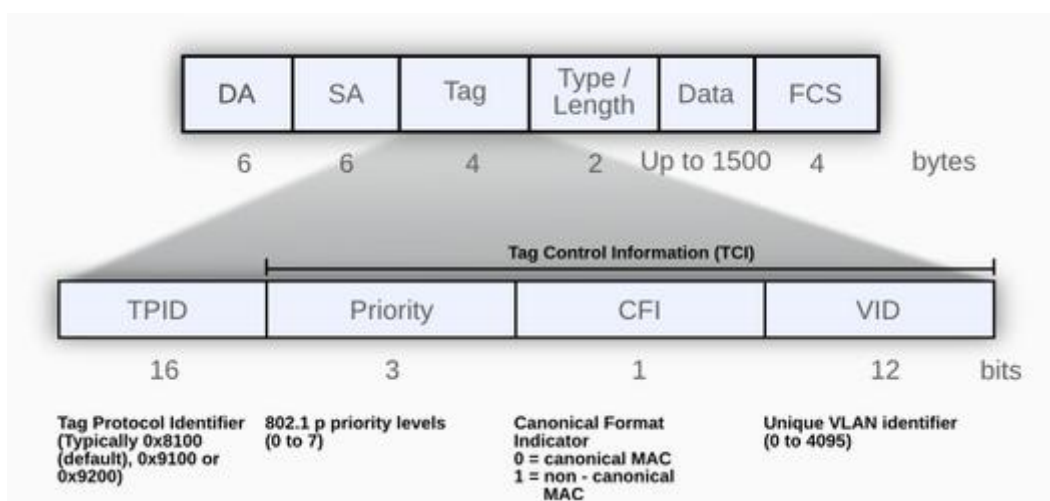 DA SA Tag Type / Length Data FCS
6 6 4 2 Up to 1500 4 bytes
Tag Control Information (TCI)
TPID Priority CFI VID
16 3 1 12 bits
Tag Protocol Identifier
(Typically 0x8100
(default), 0x9100 or
0x9200)
802.1 p priority levels
(0 to 7)
Canonical Format
Indicator
0 = canonical MAC
1 = non - canonical
MAC
Unique VLAN identifier
(0 to 4095)